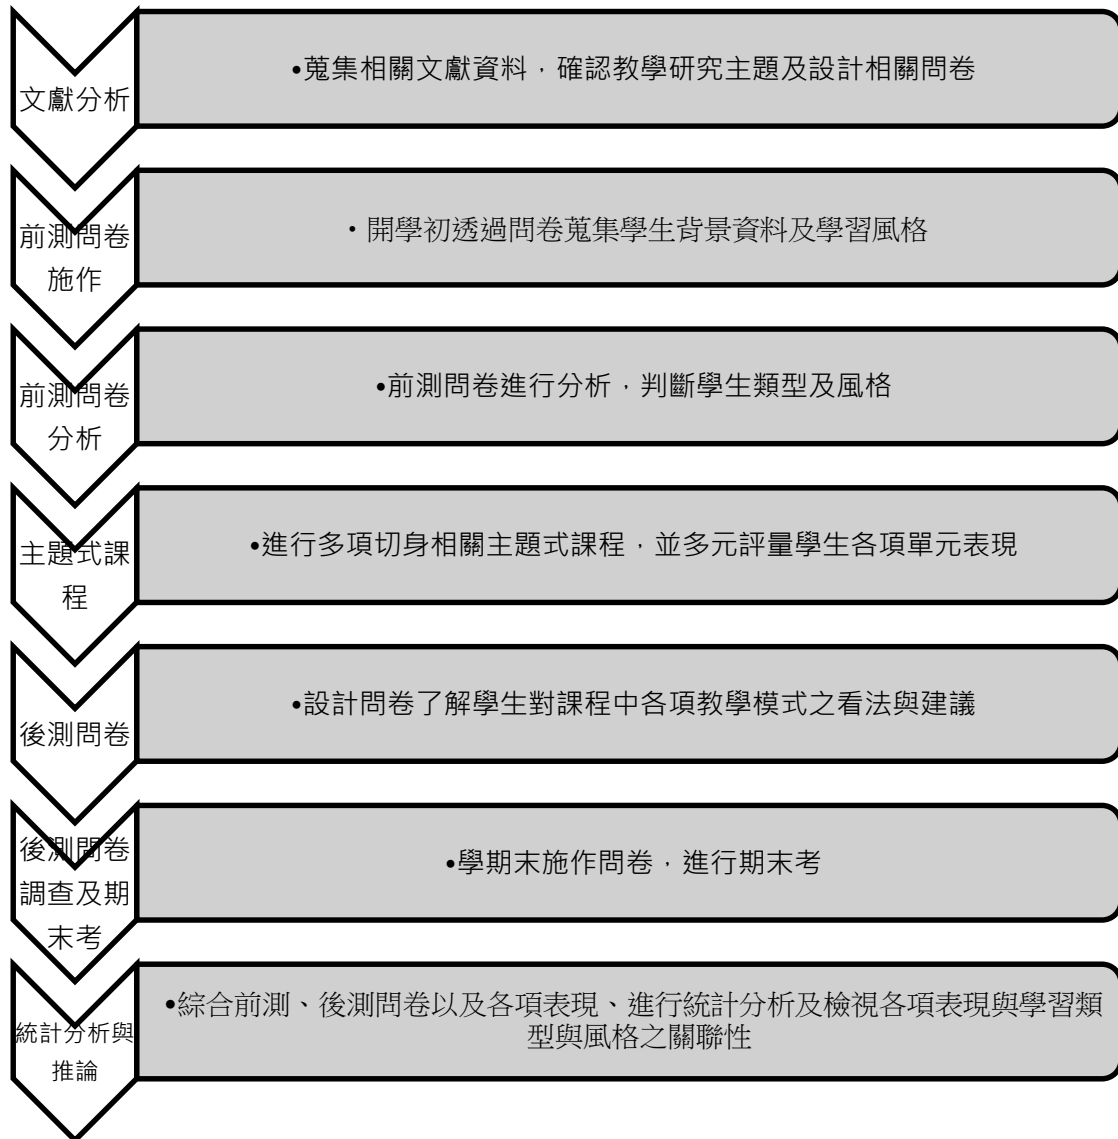 文獻分析
•蒐集相關文獻資料，確認教學研究主題及設計相關問卷
前測問卷
施作
•開學初透過問卷蒐集學生背景資料及學習風格
前測問卷
分析
•前測問卷進行分析，判斷學生類型及風格
主題式課
程
•進行多項切身相關主題式課程，並多元評量學生各項單元表現
後測問卷
•設計問卷了解學生對課程中各項教學模式之看法與建議
後測問卷
調查及期
末考
•學期末施作問卷，進行期末考
統計分析與
推論
•綜合前測、後測問卷以及各項表現、進行統計分析及檢視各項表現與學習類
型與風格之關聯性